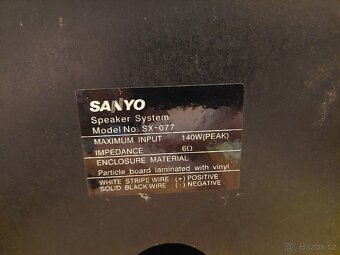 SANYO
Speaker System
Model No. SX-077
MAXIMUM INPUT 140W(PEAK)
IMPEDANCE 6Ω
ENCLOSURE MATERIAL
Particle board laminated with vinyl
WHITE STRIPE WIRE : (+) POSITIVE
SOLID BLACK WIRE : (-) NEGATIVE
Bazos.cz